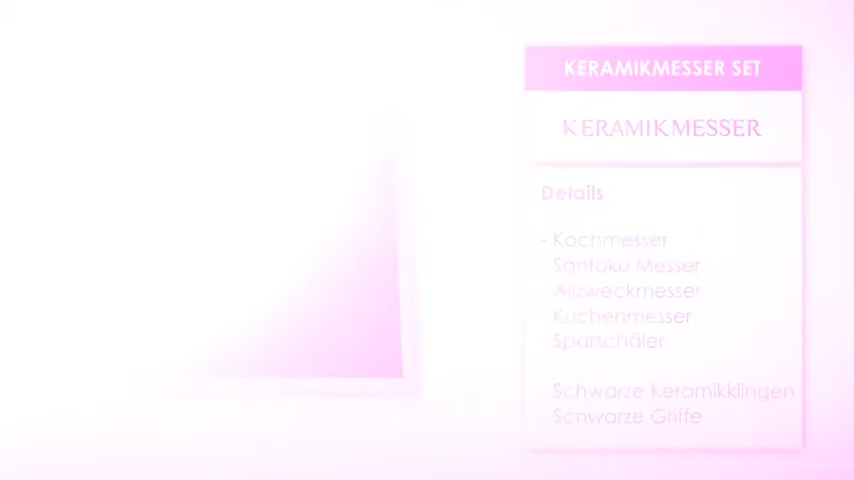 KERAMIKMESSER SET
KERAMIKMESSER
Details
- Kochmesser
Santoku Messer
- Allzweckmesser
Küchenmesser
Sparschäler
Schwarze Keramikklingen
Schwarze Griffe